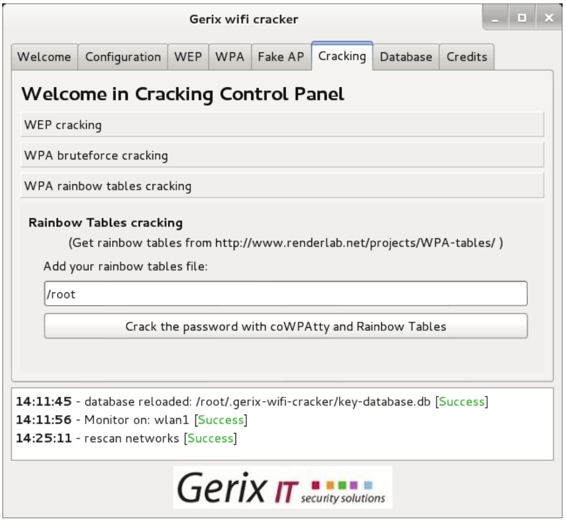 Gerix wifi cracker
Welcome Configuration WEP WPA Fake AP Cracking Database Credits
Welcome in Cracking Control Panel
WEP cracking
WPA bruteforce cracking
WPA rainbow tables cracking
Rainbow Tables cracking
(Get rainbow tables from http://www.renderlab.net/projects/WPA-tables/ )
Add your rainbow tables file:
/root
Crack the password with coWPAtty and Rainbow Tables
14:11:45 - database reloaded: /root/.gerix-wifi-cracker/key-database.db [Success]
14:11:56 - Monitor on: wlan1 [Success]
14:25:11 - rescan networks [Success]
Gerix IT security solutions